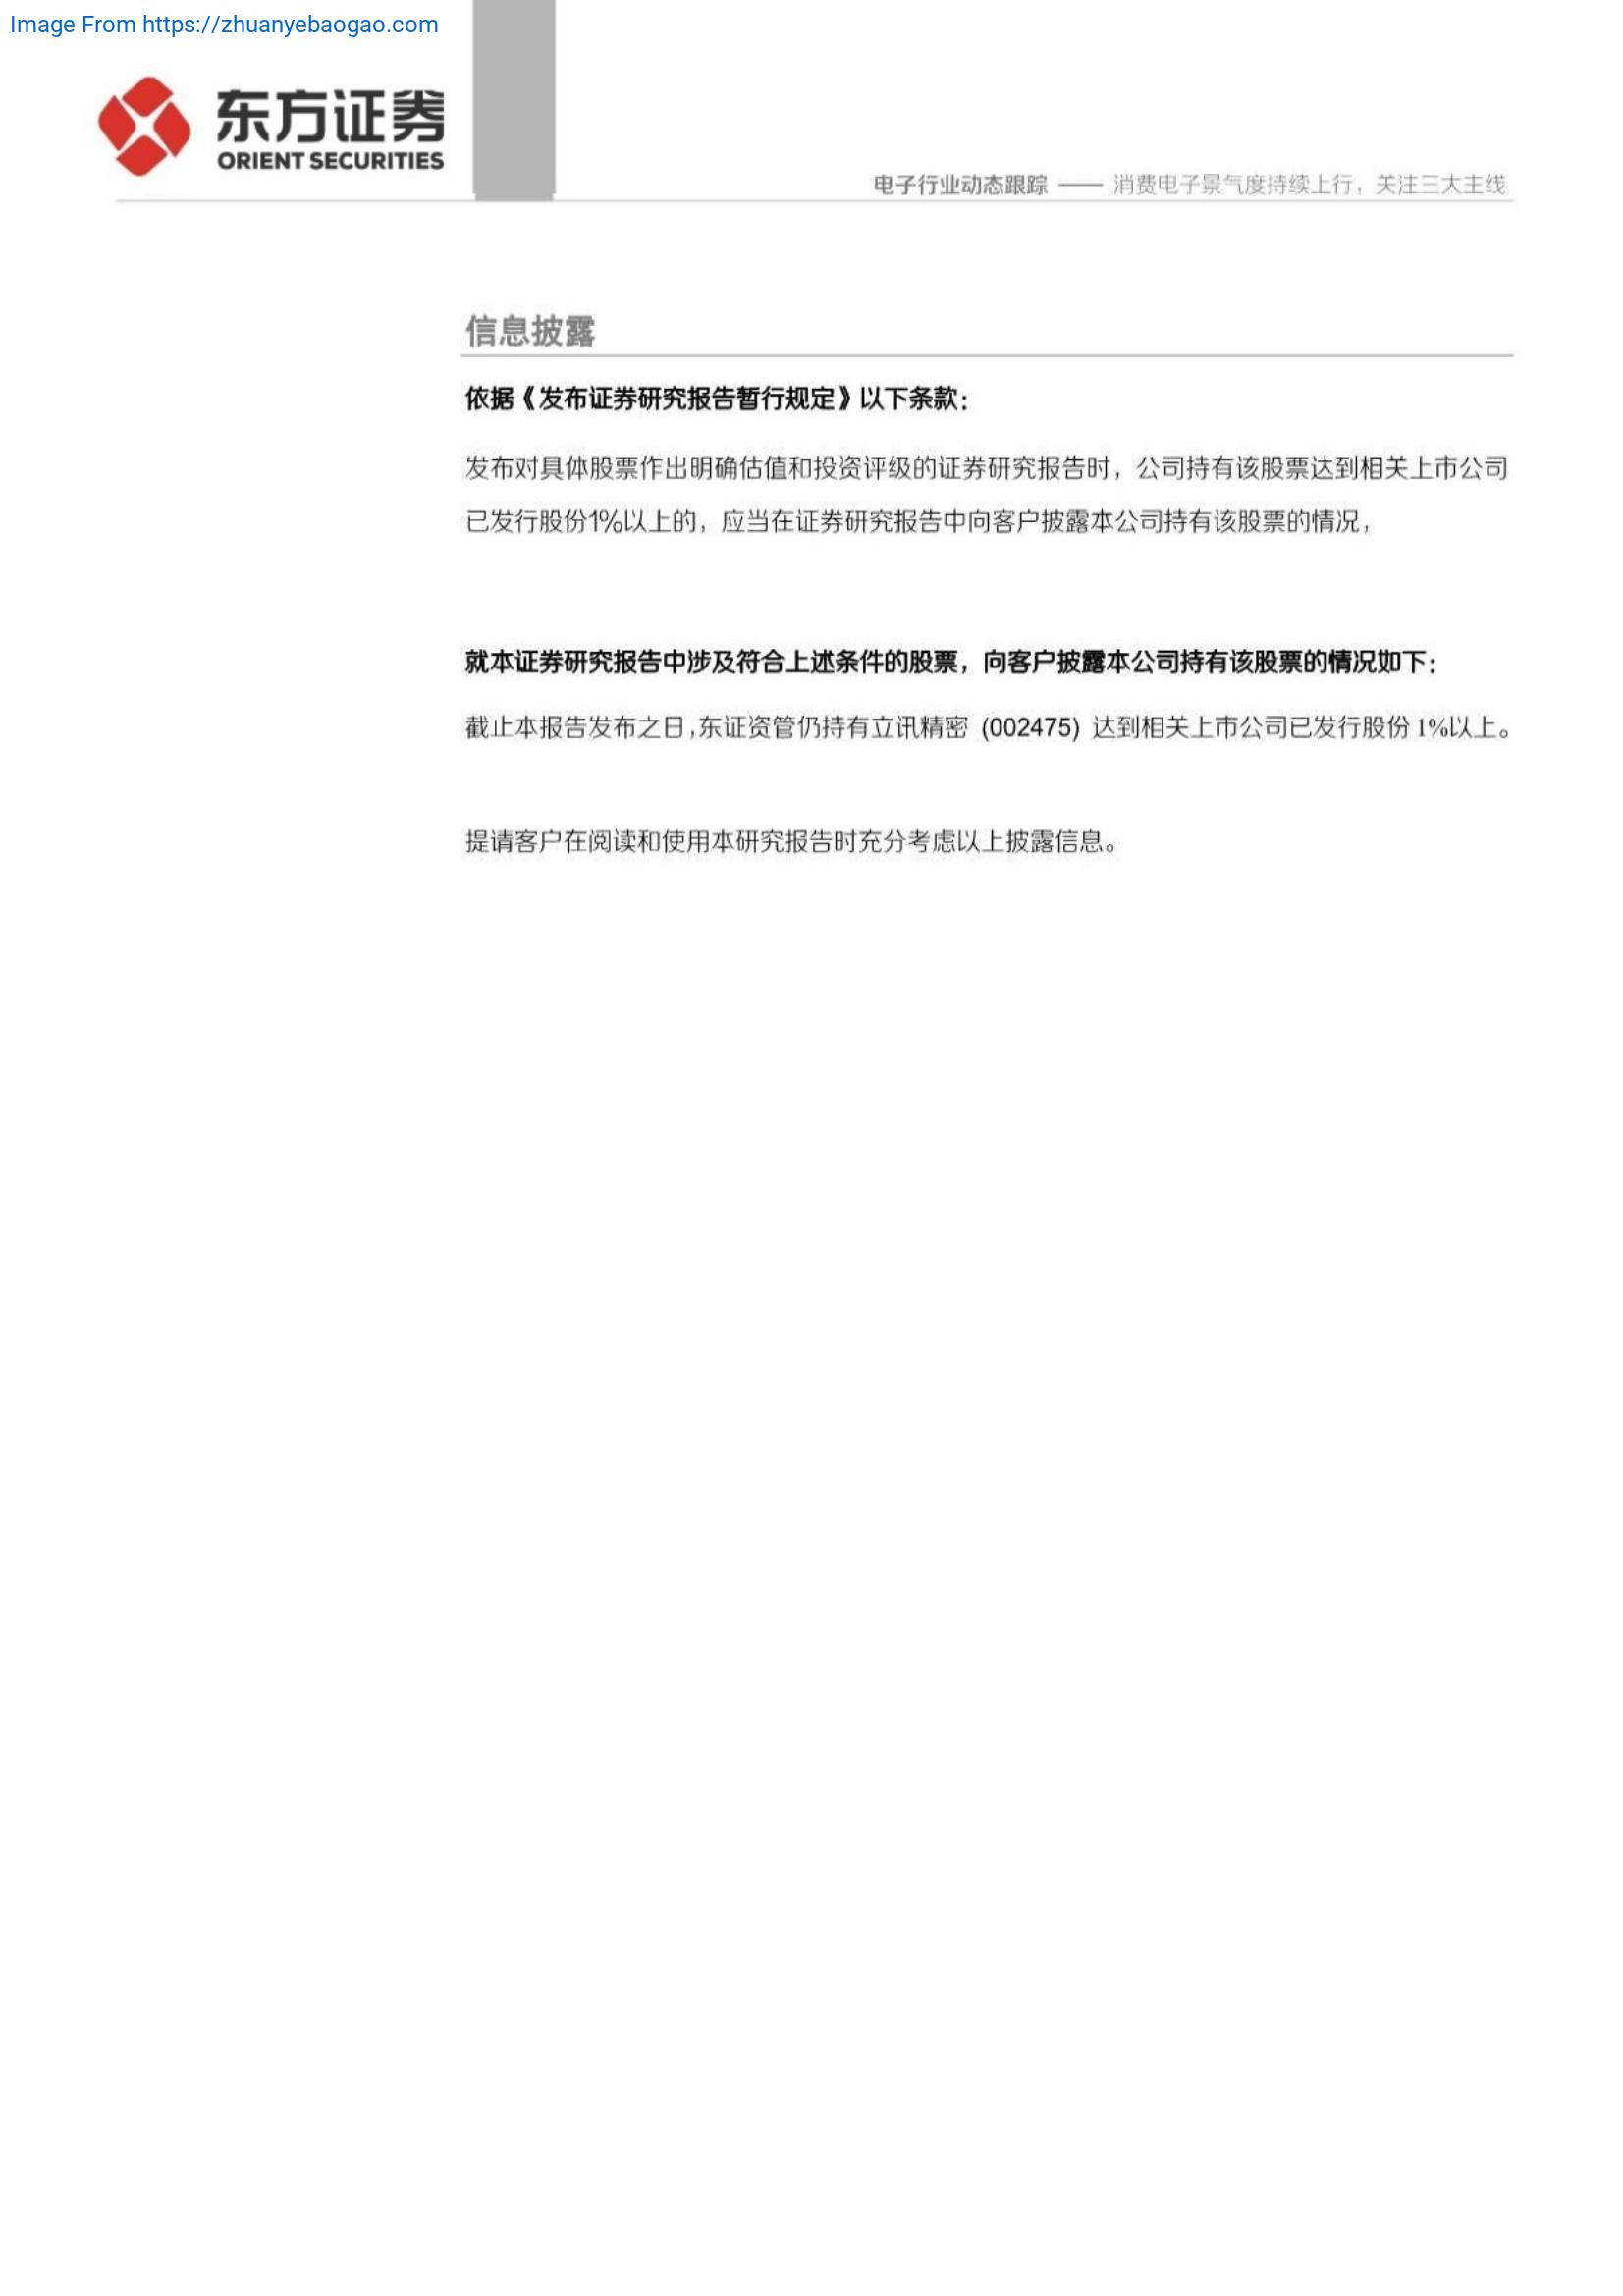 Image From https://zhuanyebaogao.com
东方证券
ORIENT SECURITIES
电子行业动态跟踪 —— 消费电子景气度持续上行，关注三大主线
信息披露
依据《发布证券研究报告暂行规定》以下条款：
发布对具体股票作出明确估值和投资评级的证券研究报告时，公司持有该股票达到相关上市公司
已发行股份1%以上的，应当在证券研究报告中向客户披露本公司持有该股票的情况，
就本证券研究报告中涉及符合上述条件的股票，向客户披露本公司持有该股票的情况如下：
截止本报告发布之日，东证资管仍持有立讯精密 (002475) 达到相关上市公司已发行股份 1%以上。
提请客户在阅读和使用本研究报告时充分考虑以上披露信息。